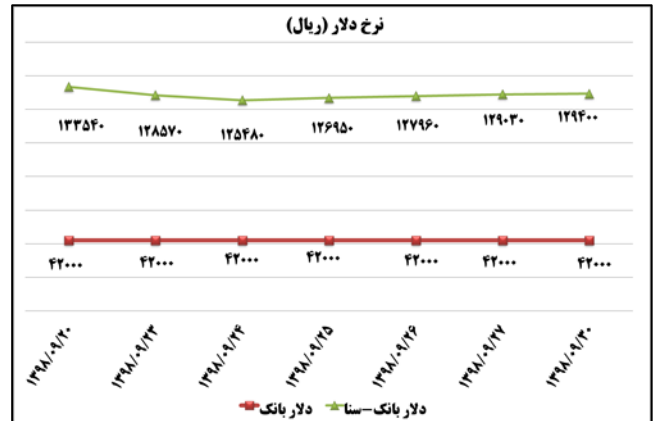 نرخ دلار (ریال)
۱۳۳۵۴۰ ۱۲۸۵۷۰ ۱۲۵۴۸۰ ۱۲۶۹۵۰ ۱۲۷۹۶۰ ۱۲۹۰۳۰ ۱۲۹۴۰۰
۴۲۰۰۰ ۴۲۰۰۰ ۴۲۰۰۰ ۴۲۰۰۰ ۴۲۰۰۰ ۴۲۰۰۰ ۴۲۰۰۰
۱۳۹۸/۰۹/۲۰ ۱۳۹۸/۰۹/۲۳ ۱۳۹۸/۰۹/۲۴ ۱۳۹۸/۰۹/۲۵ ۱۳۹۸/۰۹/۲۶ ۱۳۹۸/۰۹/۲۷ ۱۳۹۸/۰۹/۳۰
دلار بانک-سنا دلار بانک